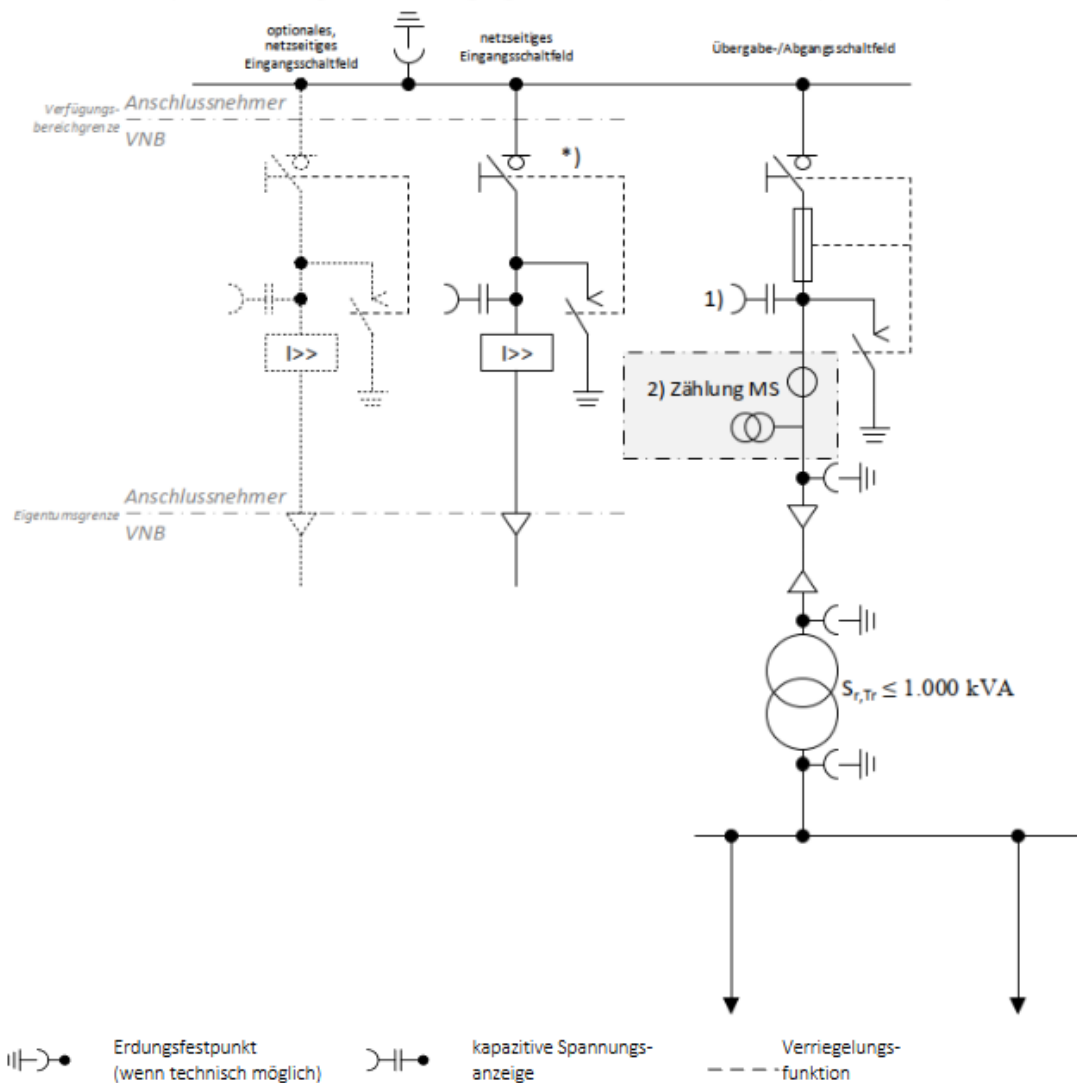 optionales,
netzseitiges
Eingangsschaltfeld
netzseitiges
Eingangsschaltfeld
Übergabe-/Abgangsschaltfeld
Verfügungs-
bereichgrenze
Anschlussnehmer
VNB
*)
1)
I>>
I>>
2) Zählung MS
Eigentumsgrenze
Anschlussnehmer
VNB
Sr,Tr ≤ 1.000 kVA
Erdungsfestpunkt
(wenn technisch möglich)
kapazitive Spannungs-
anzeige
Verriegelungs-
funktion